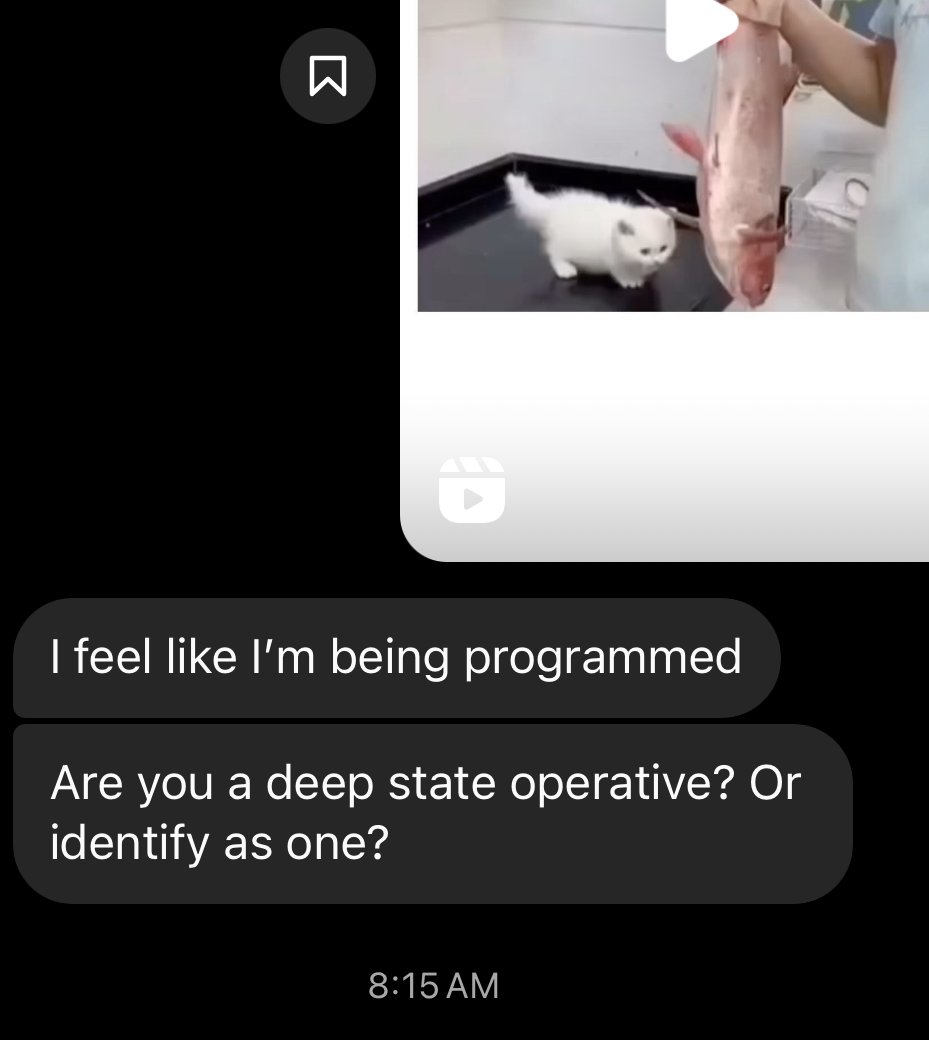 I feel like I’m being programmed
Are you a deep state operative? Or
identify as one?
8:15 AM